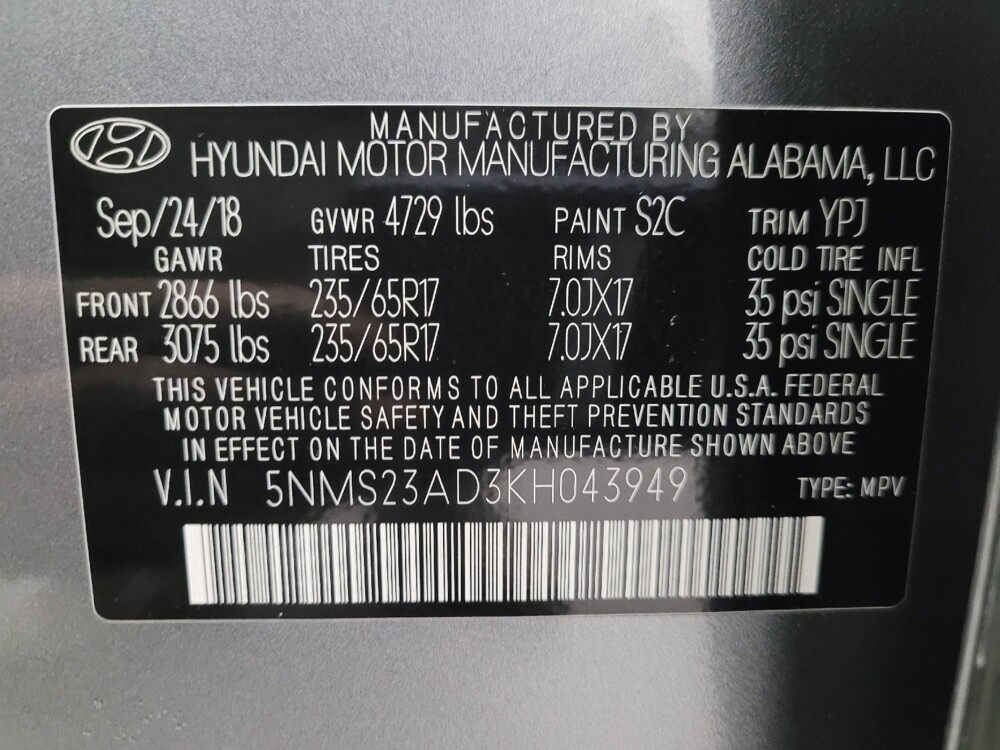 MANUFACTURED BY
HYUNDAI MOTOR MANUFACTURING ALABAMA, LLC
Sep/24/18 GVWR 4729 lbs PAINT S2C TRIM YPJ
GAWR TIRES RIMS COLD TIRE INFL
FRONT 2866 lbs 235/65R17 7.0JX17 35 psi SINGLE
REAR 3075 lbs 235/65R17 7.0JX17 35 psi SINGLE
THIS VEHICLE CONFORMS TO ALL APPLICABLE U.S.A. FEDERAL
MOTOR VEHICLE SAFETY AND THEFT PREVENTION STANDARDS
IN EFFECT ON THE DATE OF MANUFACTURE SHOWN ABOVE
V.I.N 5NMS23AD3KH043949 TYPE: MPV